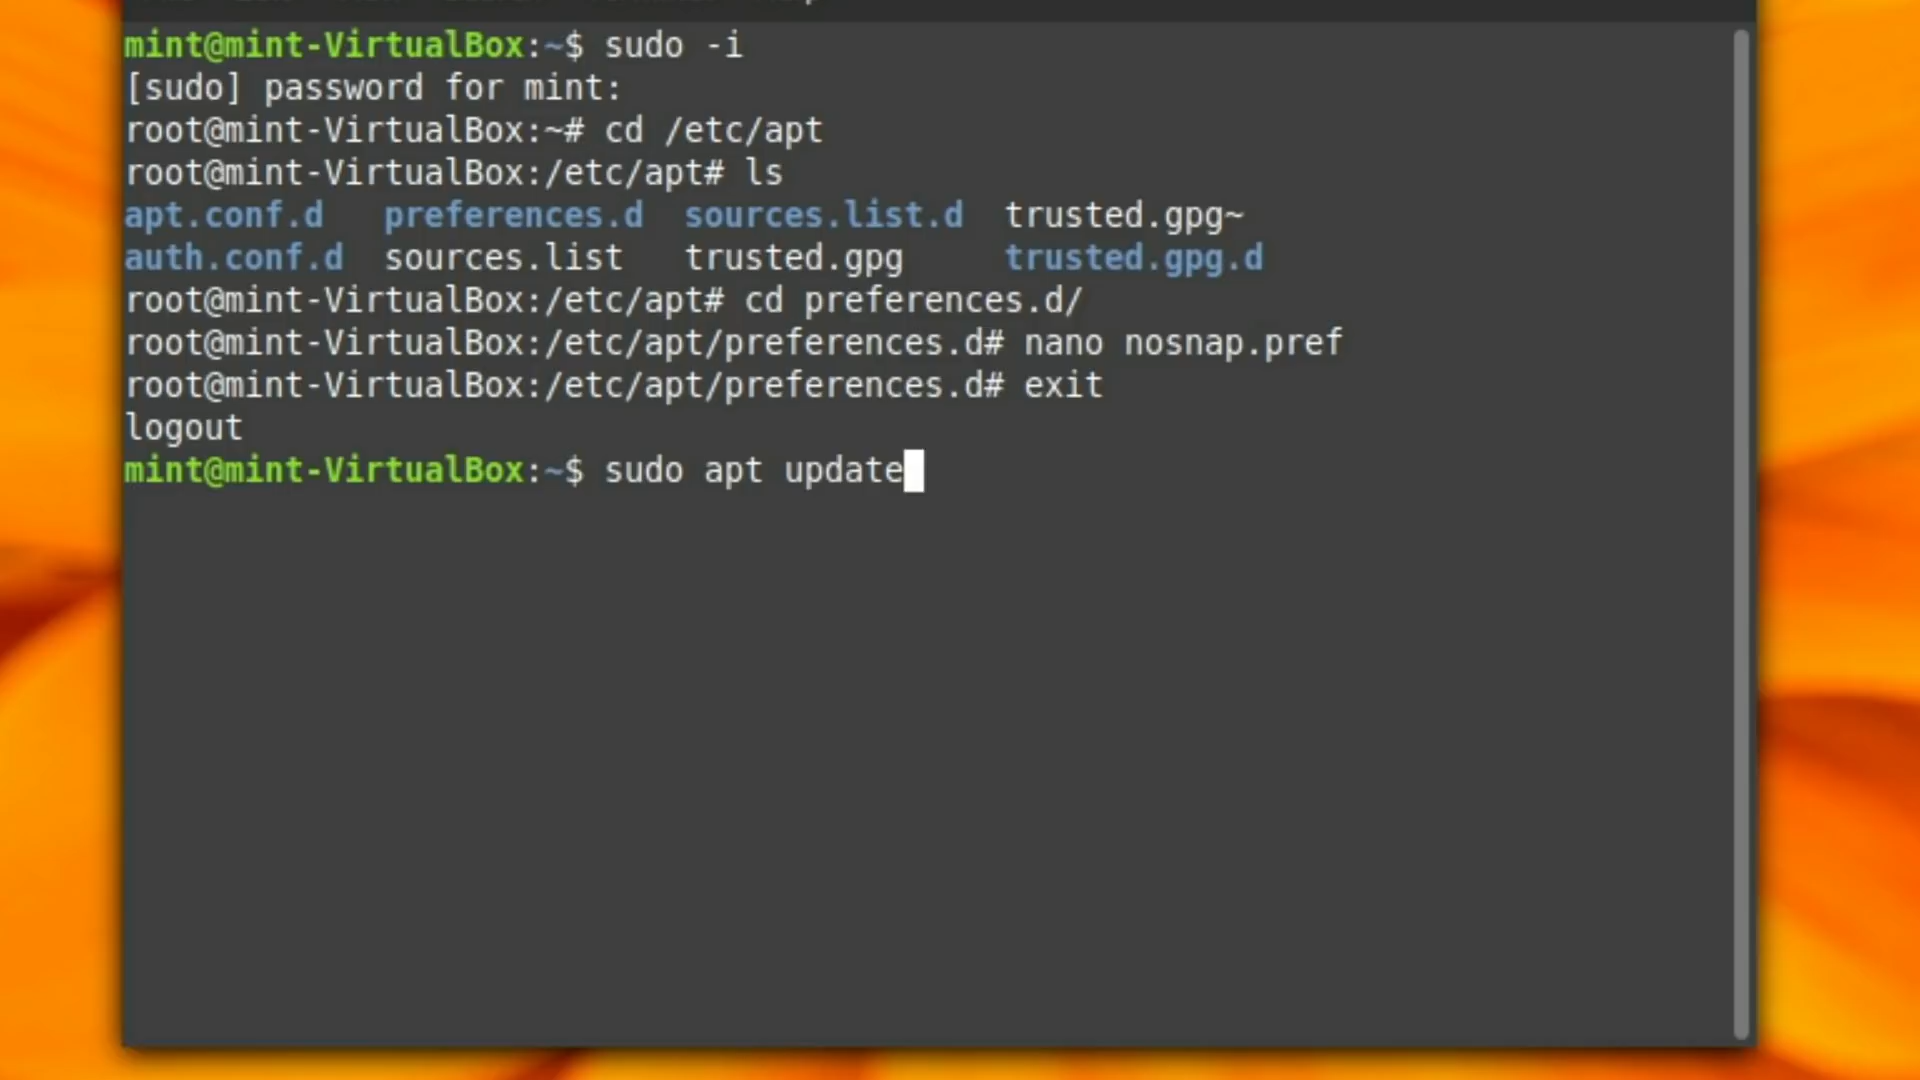 mint@mint-VirtualBox:~$ sudo -i
[sudo] password for mint:
root@mint-VirtualBox:~# cd /etc/apt
root@mint-VirtualBox:/etc/apt# ls
apt.conf.d preferences.d sources.list.d trusted.gpg~
auth.conf.d sources.list trusted.gpg trusted.gpg.d
root@mint-VirtualBox:/etc/apt# cd preferences.d/
root@mint-VirtualBox:/etc/apt/preferences.d# nano nosnap.pref
root@mint-VirtualBox:/etc/apt/preferences.d# exit
logout
mint@mint-VirtualBox:~$ sudo apt update